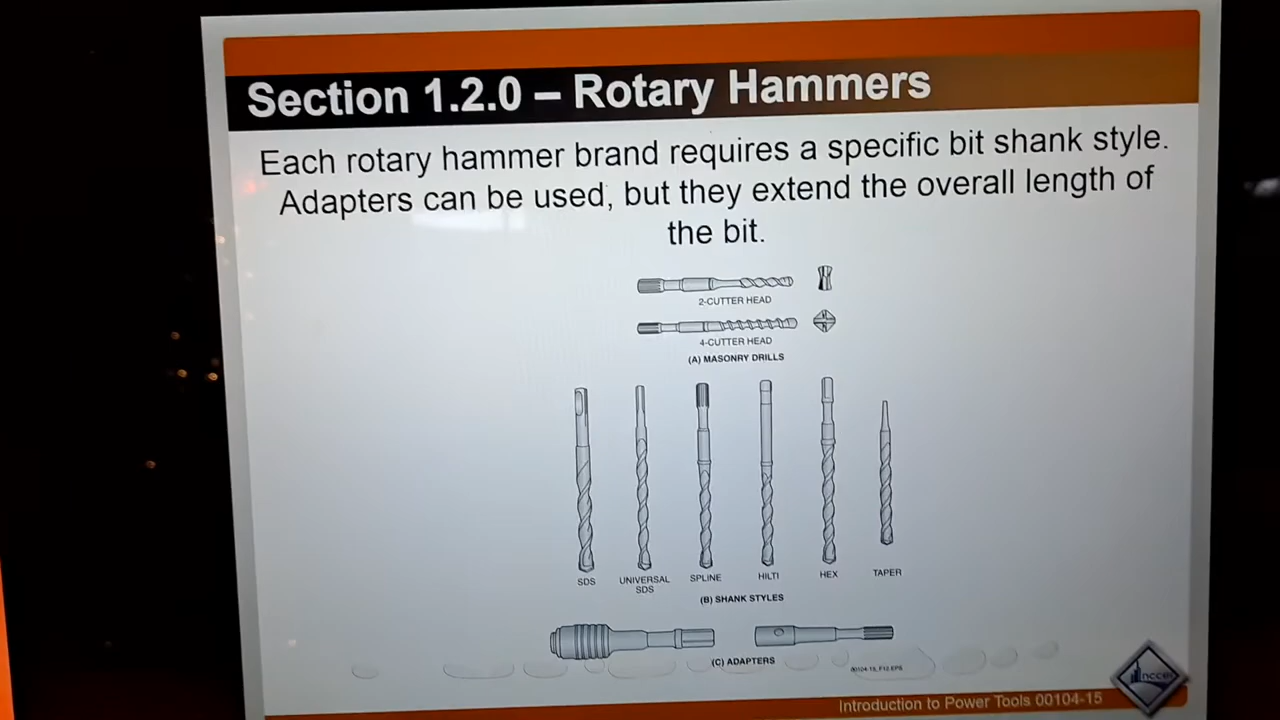 Section 1.2.0 – Rotary Hammers
Each rotary hammer brand requires a specific bit shank style.
Adapters can be used, but they extend the overall length of
the bit.
2-CUTTER HEAD
4-CUTTER HEAD
(A) MASONRY DRILLS
SDS
UNIVERSAL
SDS
SPLINE
HILTI
HEX
TAPER
(B) SHANK STYLES
(C) ADAPTERS
nccer
Introduction to Power Tools 00104-15